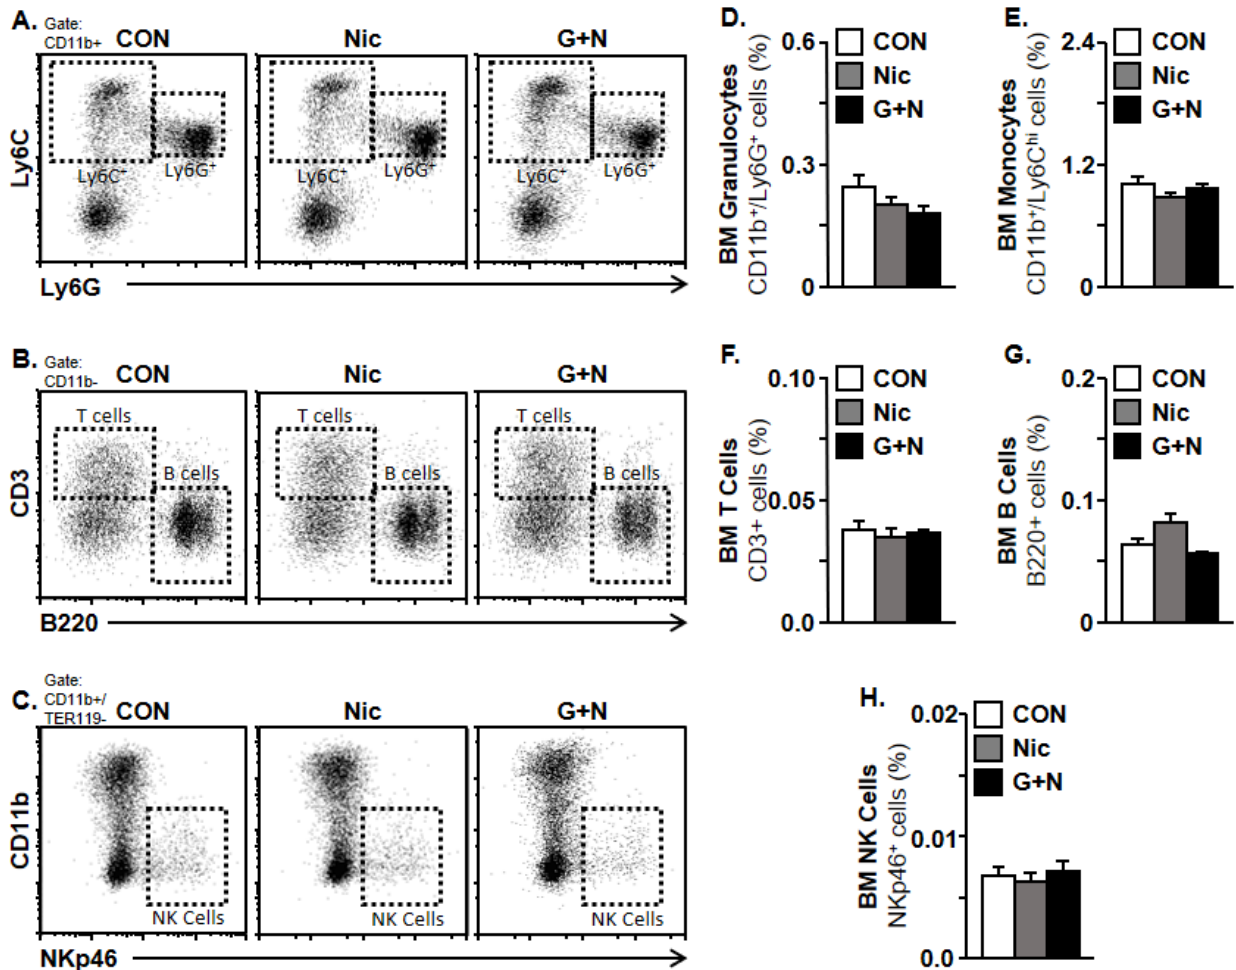 A.
Gate:
CD11b+
CON
Nic
G+N
Ly6C
Ly6C⁺
Ly6G⁺
Ly6C⁺
Ly6G⁺
Ly6C⁺
Ly6G⁺
Ly6G
D.
BM Granulocytes
CD11b⁺/Ly6G⁺ cells (%)
0.6
0.3
0
CON
Nic
G+N
E.
BM Monocytes
CD11b⁺/Ly6Cʰⁱ cells (%)
2.4
1.2
0
CON
Nic
G+N
B.
Gate:
CD11b-
CON
Nic
G+N
CD3
T cells
B cells
T cells
B cells
T cells
B cells
B220
F.
BM T Cells
CD3+ cells (%)
0.10
0.05
0.0
CON
Nic
G+N
G.
BM B Cells
B220+ cells (%)
0.2
0.1
0
CON
Nic
G+N
C.
Gate:
CD11b+/
TER119-
CON
Nic
G+N
CD11b
NK Cells
NK Cells
NK Cells
NKp46
H.
BM NK Cells
NKp46⁺ cells (%)
0.02
0.01
0.0
CON
Nic
G+N